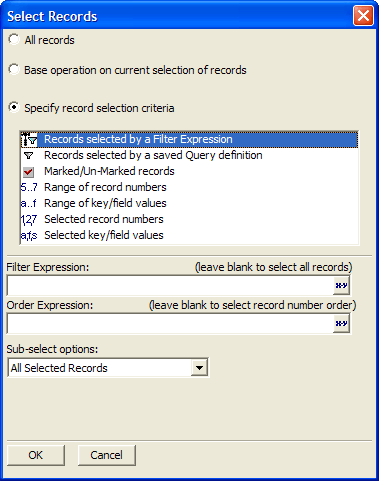 Select Records
All records
Base operation on current selection of records
Specify record selection criteria
Records selected by a Filter Expression
Records selected by a saved Query definition
Marked/Un-Marked records
5..7 Range of record numbers
a..f Range of key/field values
1,27 Selected record numbers
a,f,s Selected key/field values
Filter Expression: (leave blank to select all records)
x=y
Order Expression: (leave blank to select record number order)
x=y
Sub-select options:
All Selected Records
OK Cancel